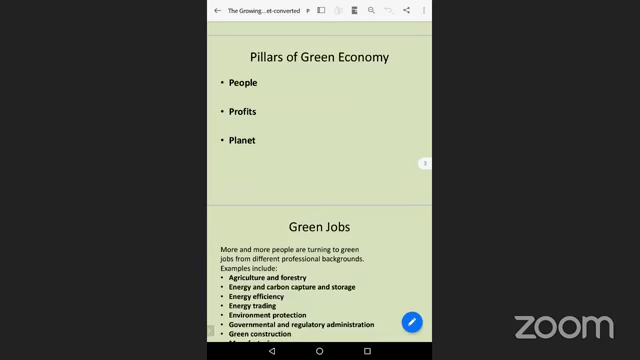 The Growing...et-converted
Pillars of Green Economy
• People
• Profits
• Planet
Green Jobs
More and more people are turning to green
jobs from different professional backgrounds.
Examples include:
• Agriculture and forestry
• Energy and carbon capture and storage
• Energy efficiency
• Energy trading
• Environment protection
• Governmental and regulatory administration
• Green construction
zoom